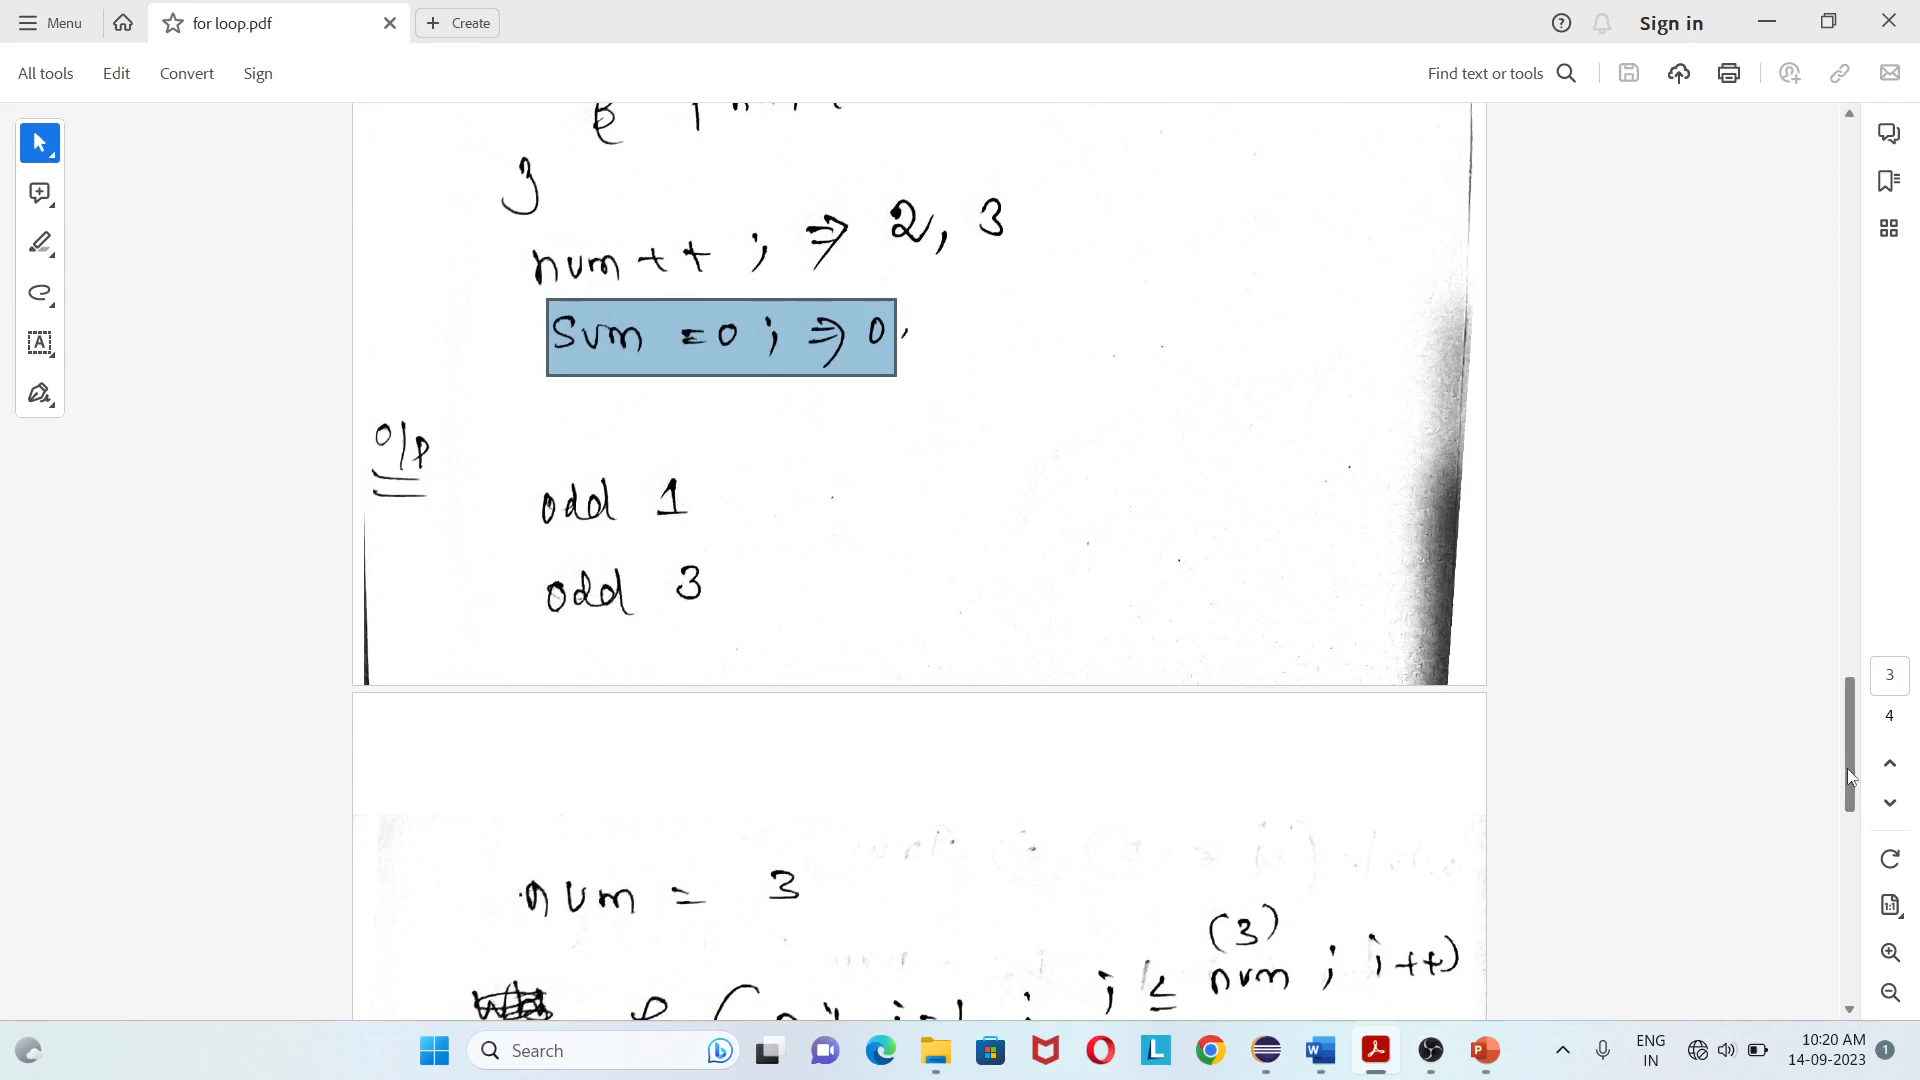 Menu
for loop.pdf
Create
Sign in
All tools
Edit
Convert
Sign
Find text or tools
}
num++ ; ⇒ 2, 3
Sum = 0 ; ⇒ 0,
O/P
odd 1
odd 3
num = 3
(3)
; ≤ num ; i++)
3
4
Search
ENG
IN
10:20 AM
14-09-2023
1